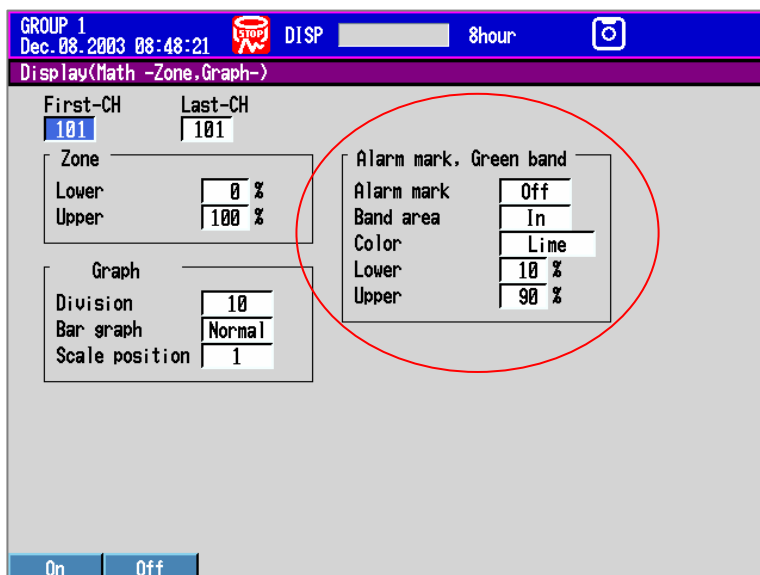 GROUP 1
Dec.08.2003 08:48:21
STOP
DISP
8hour
Display(Math -Zone,Graph-)
First-CH Last-CH
101 101
Zone
Lower 0 %
Upper 100 %
Graph
Division 10
Bar graph Normal
Scale position 1
Alarm mark, Green band
Alarm mark Off
Band area In
Color Lime
Lower 10 %
Upper 90 %
On Off